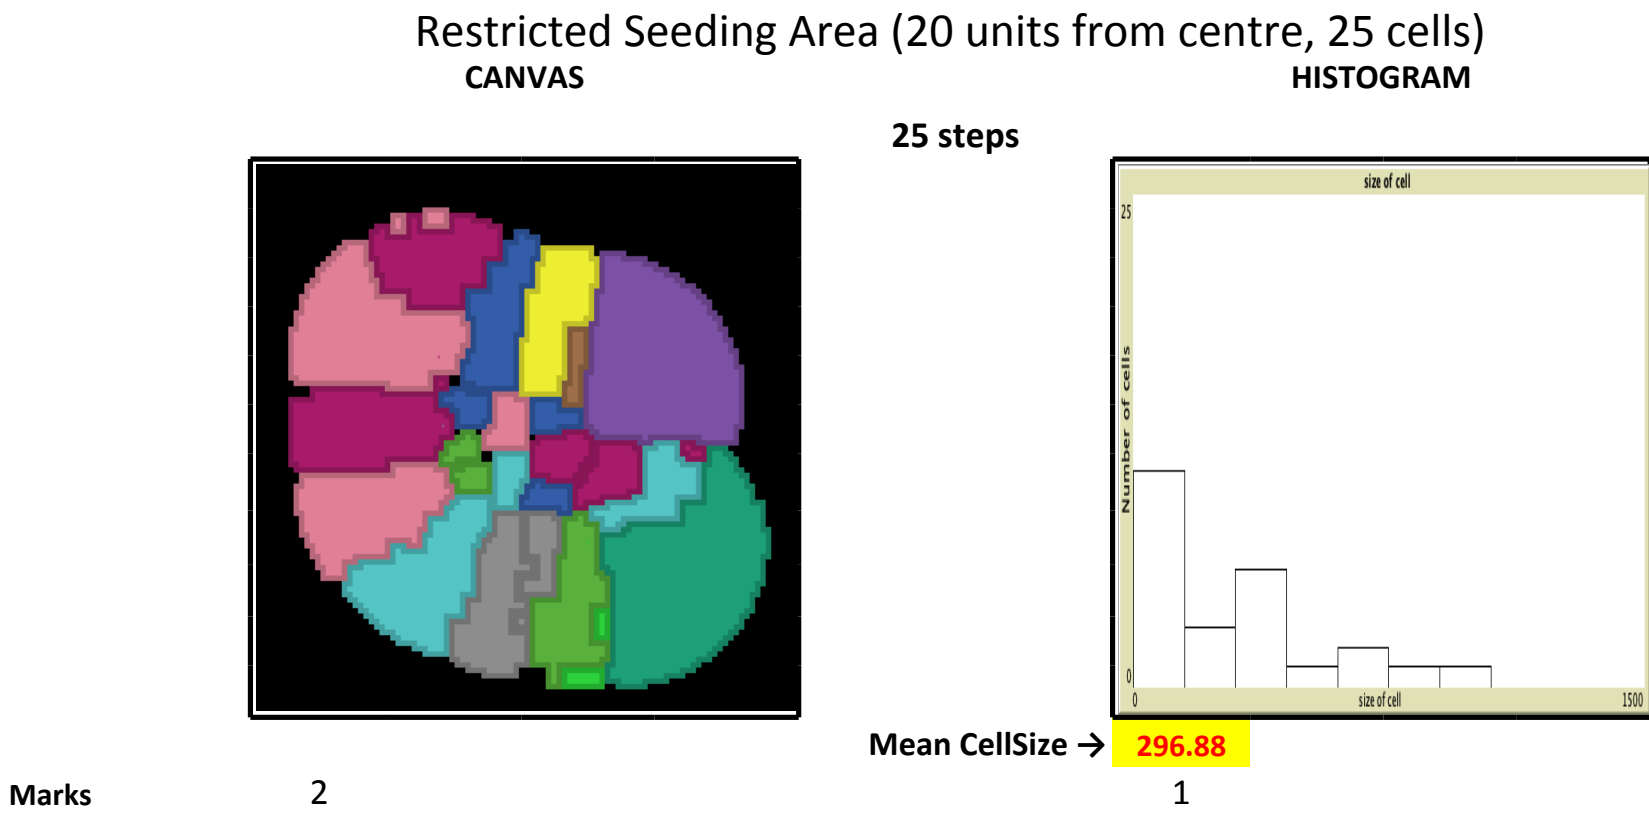 Restricted Seeding Area (20 units from centre, 25 cells)
CANVAS
HISTOGRAM
25 steps
size of cell
25
Number of cells
0
0
size of cell
1500
Mean CellSize →
296.88
Marks
2
1